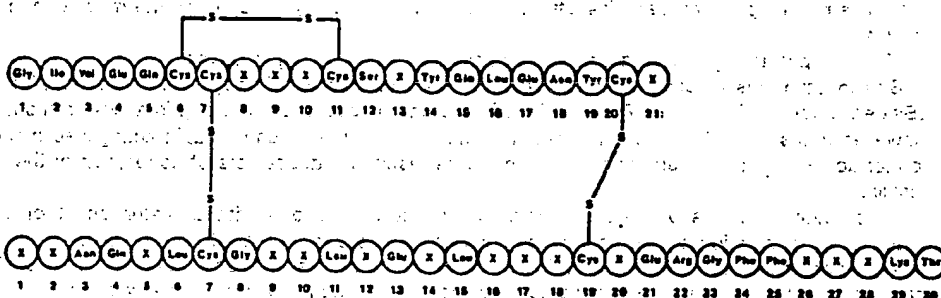 S S
Gly Ile Val Glu Gln Cys Cys X X X Cys Ser X Tyr Gln Leu Glu Asn Tyr Cys X
1 2 3 4 5 6 7 8 9 10 11 12 13 14 15 16 17 18 19 20 21
S S
S S
X X Asn Gln X Leu Cys Gly X X Leu X Glu X Leu X X X Cys X Glu Arg Gly Phe Phe X X X Lys Thr
1 2 3 4 5 6 7 8 9 10 11 12 13 14 15 16 17 18 19 20 21 22 23 24 25 26 27 28 29 30